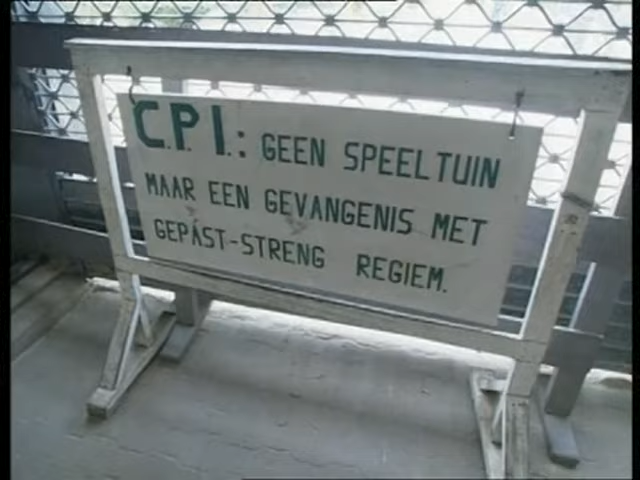 C.P.I.: GEEN SPEELTUIN
MAAR EEN GEVANGENIS MET
GEPAST-STRENG REGIEM.